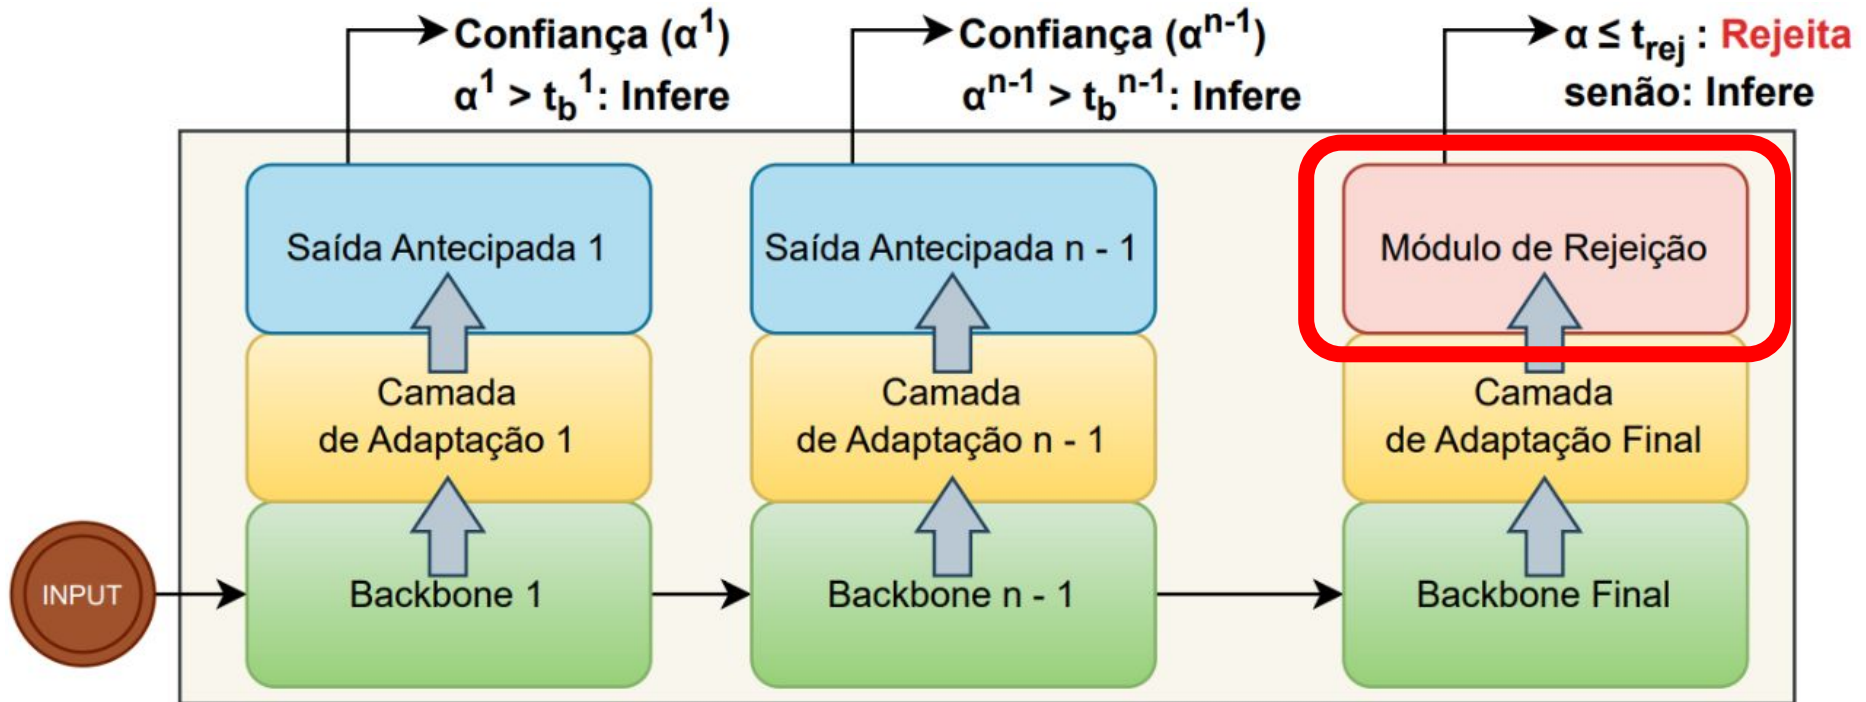 Confiança (α¹)
α¹ > t_b¹: Infere
Confiança (αⁿ⁻¹)
αⁿ⁻¹ > t_bⁿ⁻¹: Infere
α ≤ t_rej : Rejeita
senão: Infere
Saída Antecipada 1
Saída Antecipada n - 1
Módulo de Rejeição
Camada
de Adaptação 1
Camada
de Adaptação n - 1
Camada
de Adaptação Final
INPUT
Backbone 1
Backbone n - 1
Backbone Final